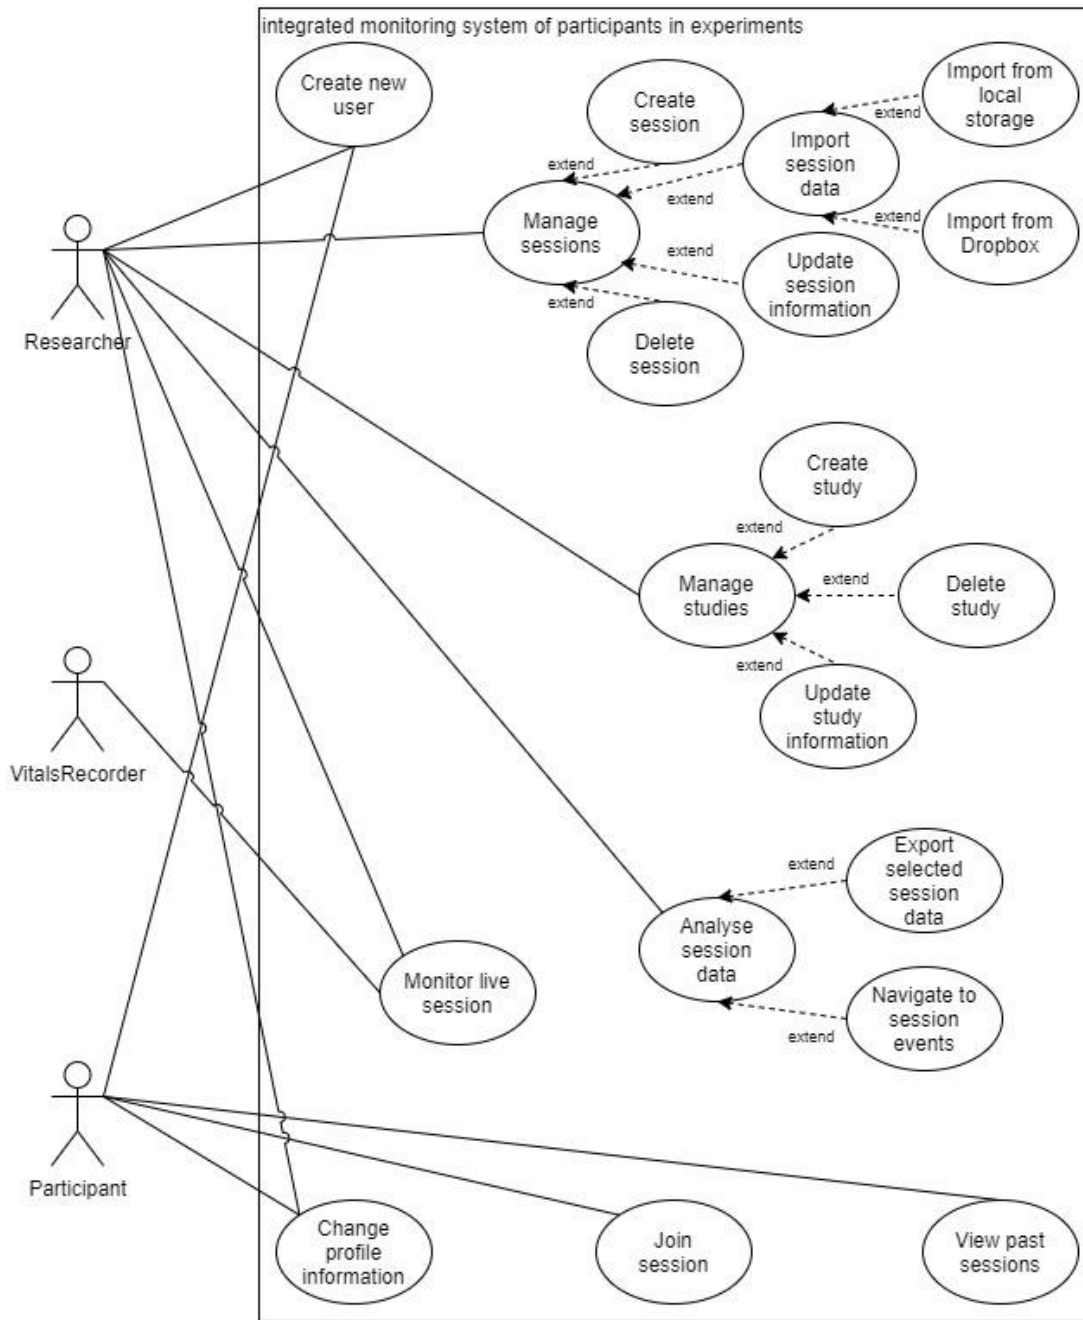 integrated monitoring system of participants in experiments
Create new
user
Create
session
Import from
local
storage
extend
Import
session
data
extend
extend
Manage
sessions
extend
Import from
Dropbox
extend
Update
session
information
extend
Delete
session
Researcher
Create
study
extend
Manage
studies
extend
Delete
study
extend
Update
study
information
VitalsRecorder
Export
selected
session
data
extend
Analyse
session
data
Monitor live
session
Navigate to
session
events
extend
Participant
Change
profile
information
Join
session
View past
sessions